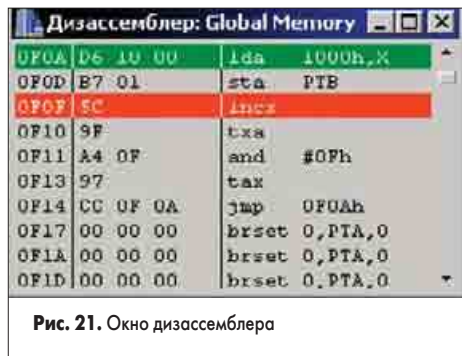 Дизассемблер: Global Memory
0F0A D6 10 00 lda 1000h,X
0F0D B7 01 sta PTB
0F0F 5C incx
0F10 9F txa
0F11 A4 0F and #0Fh
0F13 97 tax
0F14 CC 0F 0A jmp 0F0Ah
0F17 00 00 00 brset 0,PTA,0
0F1A 00 00 00 brset 0,PTA,0
0F1D 00 00 00 brset 0,PTA,0
Рис. 21. Окно дизассемблера